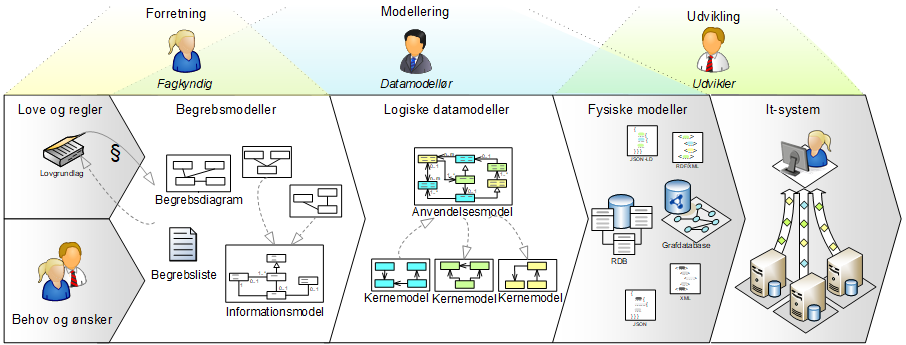 Forretning
Modellering
Udvikling
Fagkyndig
Datamodellør
Udvikler
Love og regler
Begrebsmodeller
Logiske datamodeller
Fysiske modeller
It-system
§
Lovgrundlag
Begrebsdiagram
Begrebsliste
Informationsmodel
Behov og ønsker
Anvendelsesmodel
Kernemodel
Kernemodel
Kernemodel
JSON-LD
RDF/XML
RDB
Grafdatabase
JSON
XML